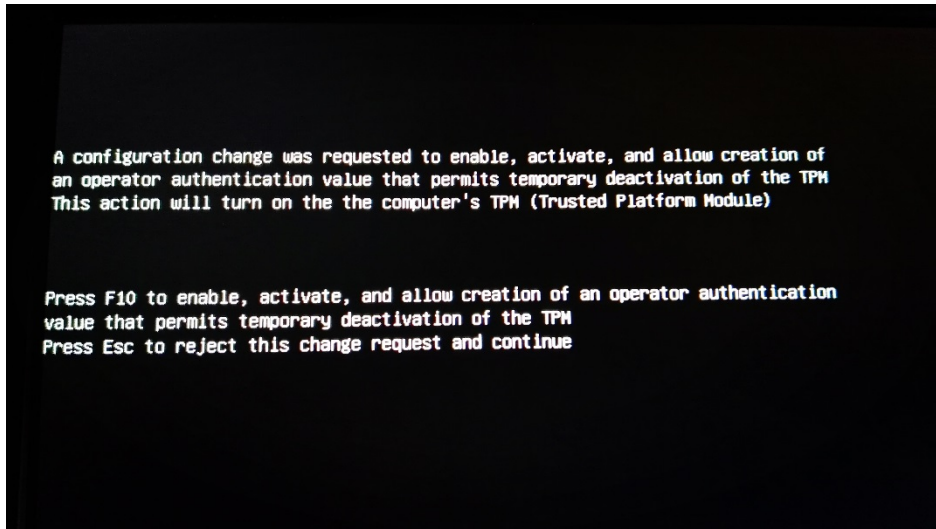 A configuration change was requested to enable, activate, and allow creation of
an operator authentication value that permits temporary deactivation of the TPM
This action will turn on the the computer's TPM (Trusted Platform Module)
Press F10 to enable, activate, and allow creation of an operator authentication
value that permits temporary deactivation of the TPM
Press Esc to reject this change request and continue